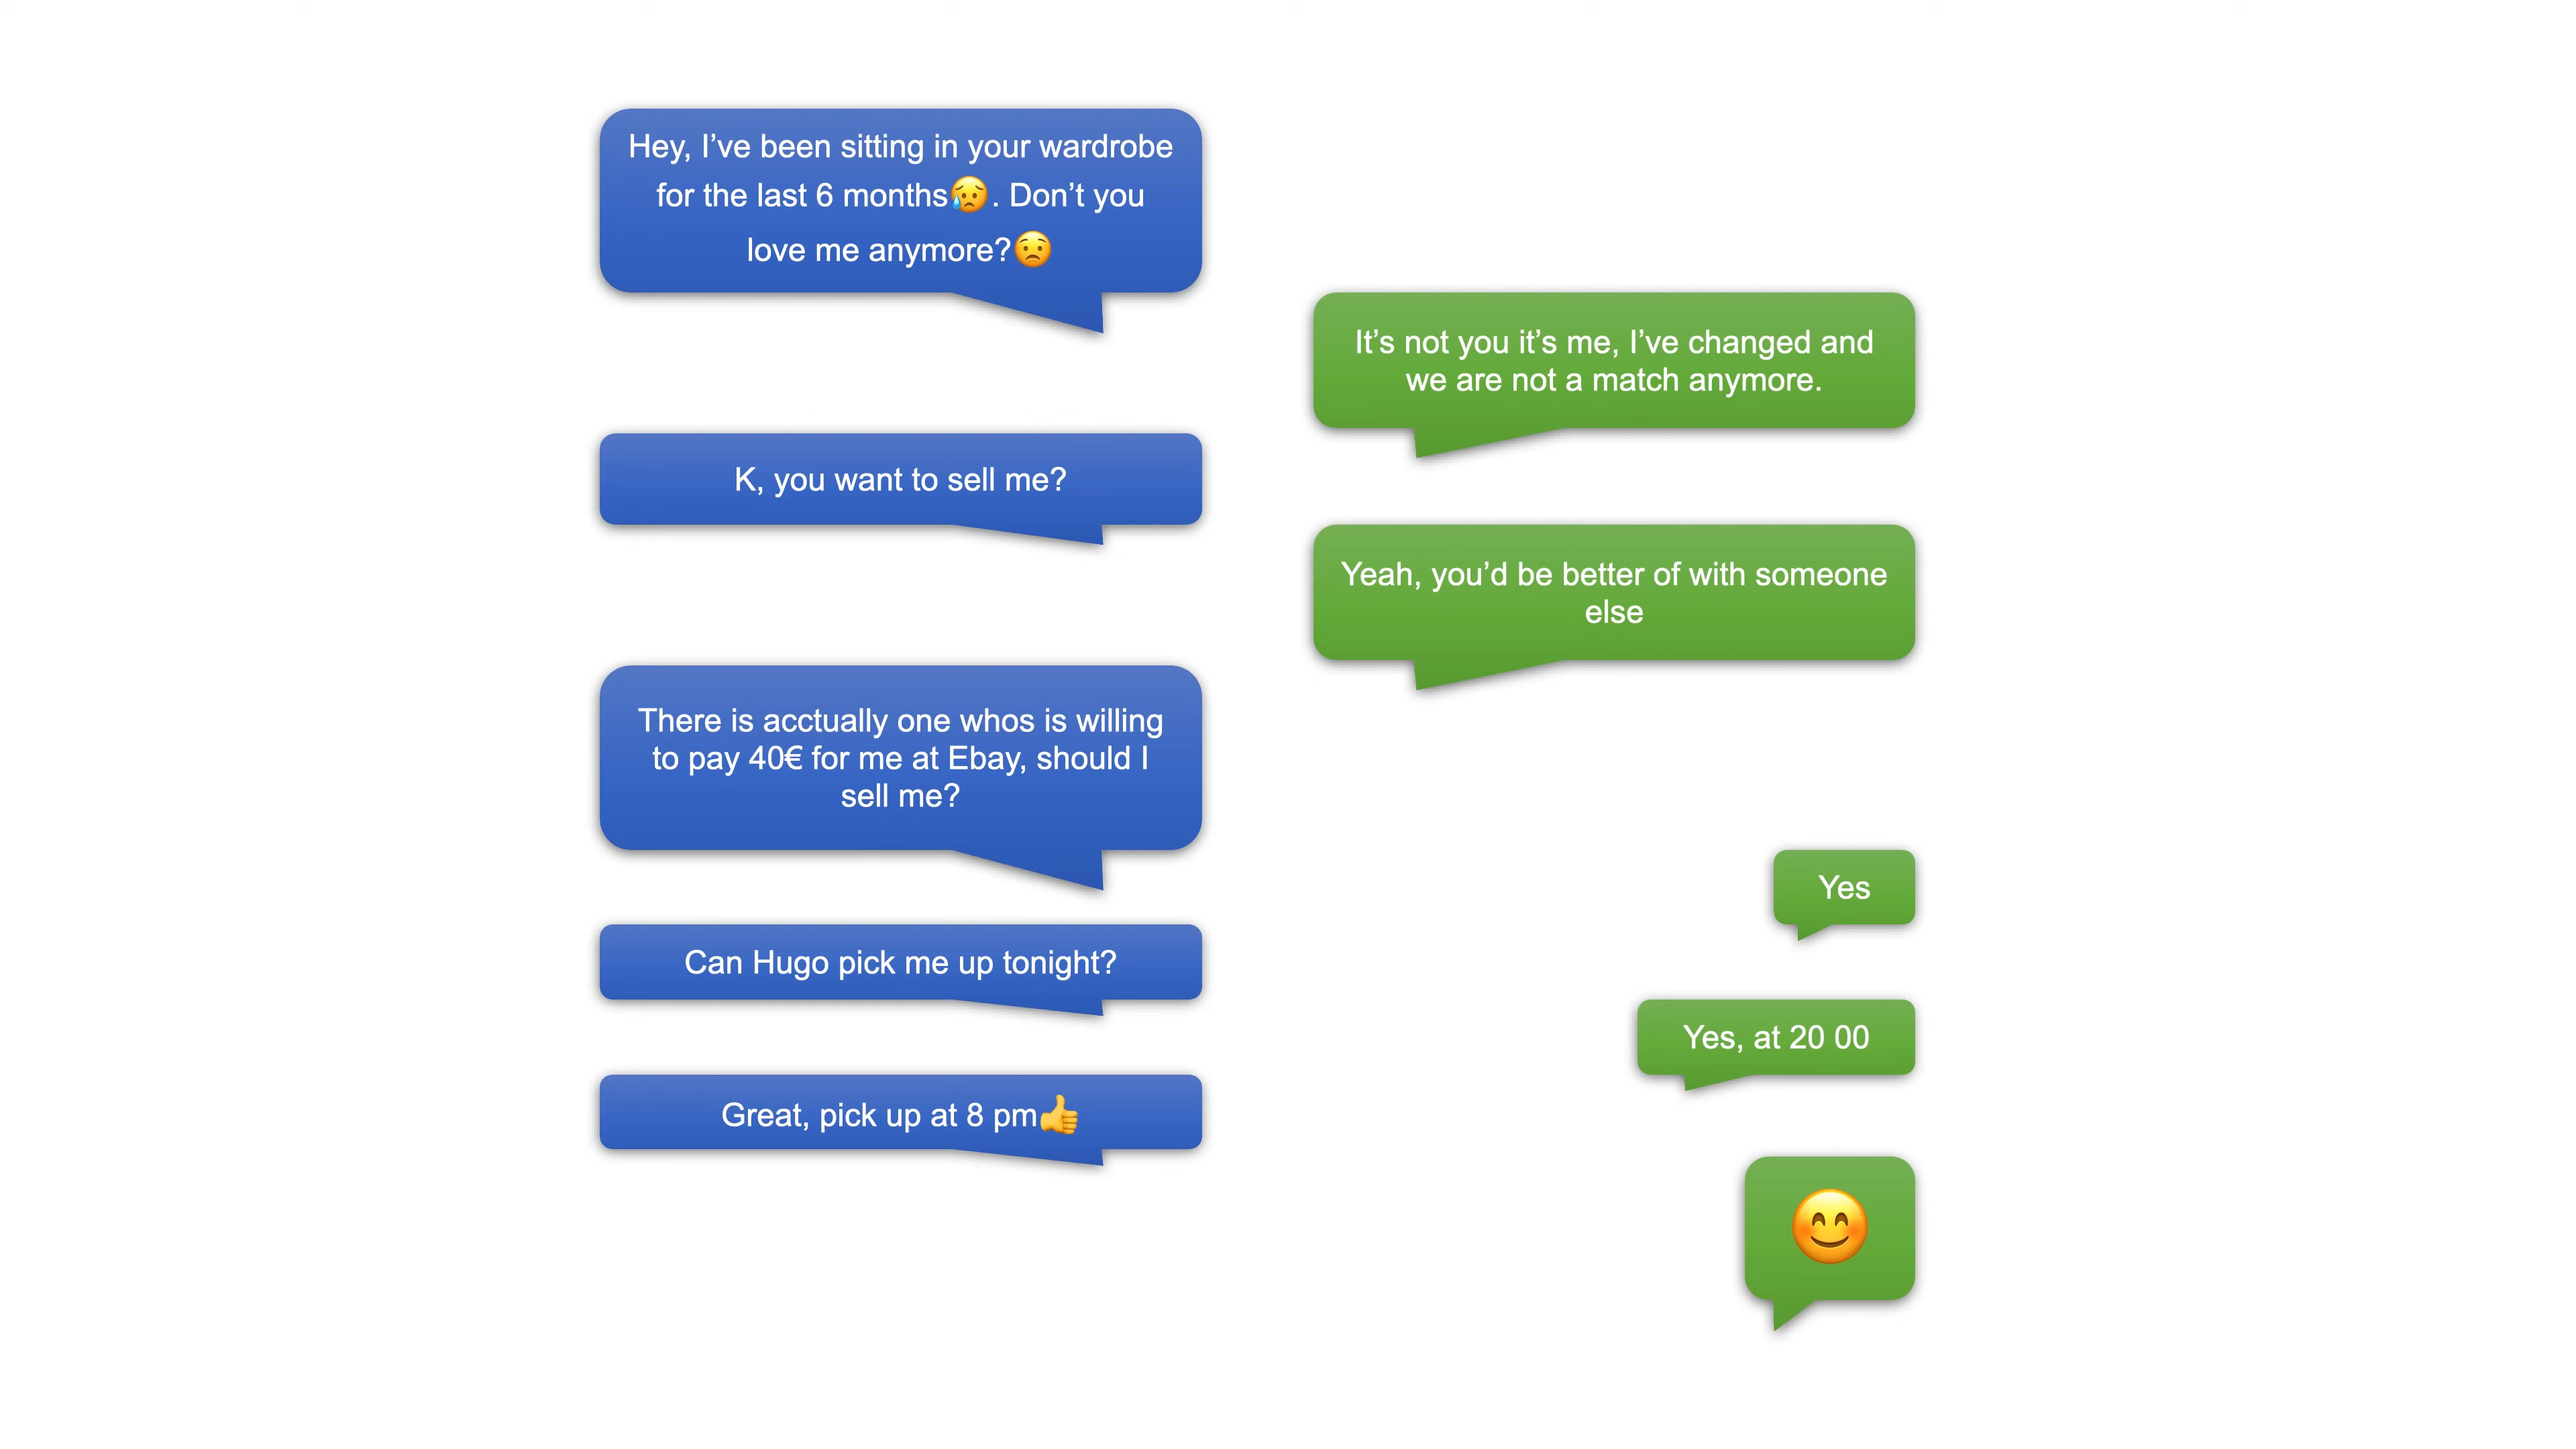 Hey, I’ve been sitting in your wardrobe
for the last 6 months😥. Don’t you
love me anymore?😟
It’s not you it’s me, I’ve changed and
we are not a match anymore.
K, you want to sell me?
Yeah, you’d be better of with someone
else
There is acctually one whos is willing
to pay 40€ for me at Ebay, should I
sell me?
Yes
Can Hugo pick me up tonight?
Yes, at 20 00
Great, pick up at 8 pm👍
😊